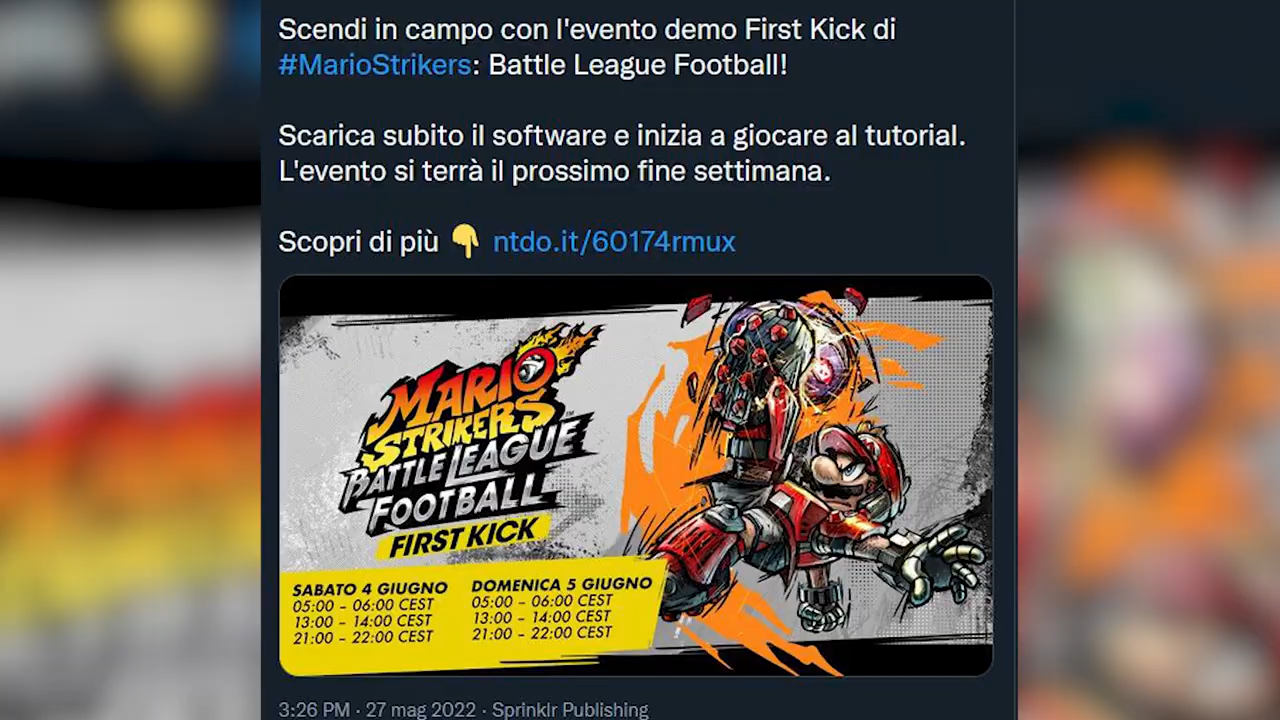 Scendi in campo con l'evento demo First Kick di
#MarioStrikers: Battle League Football!
Scarica subito il software e inizia a giocare al tutorial.
L'evento si terrà il prossimo fine settimana.
Scopri di più 👇 ntdo.it/60174rmux
MARIO
STRIKERS™
BATTLE LEAGUE
FOOTBALL
FIRST KICK
SABATO 4 GIUGNO
05:00 – 06:00 CEST
13:00 – 14:00 CEST
21:00 – 22:00 CEST
DOMENICA 5 GIUGNO
05:00 – 06:00 CEST
13:00 – 14:00 CEST
21:00 – 22:00 CEST
3:26 PM · 27 mag 2022 · Sprinklr Publishing